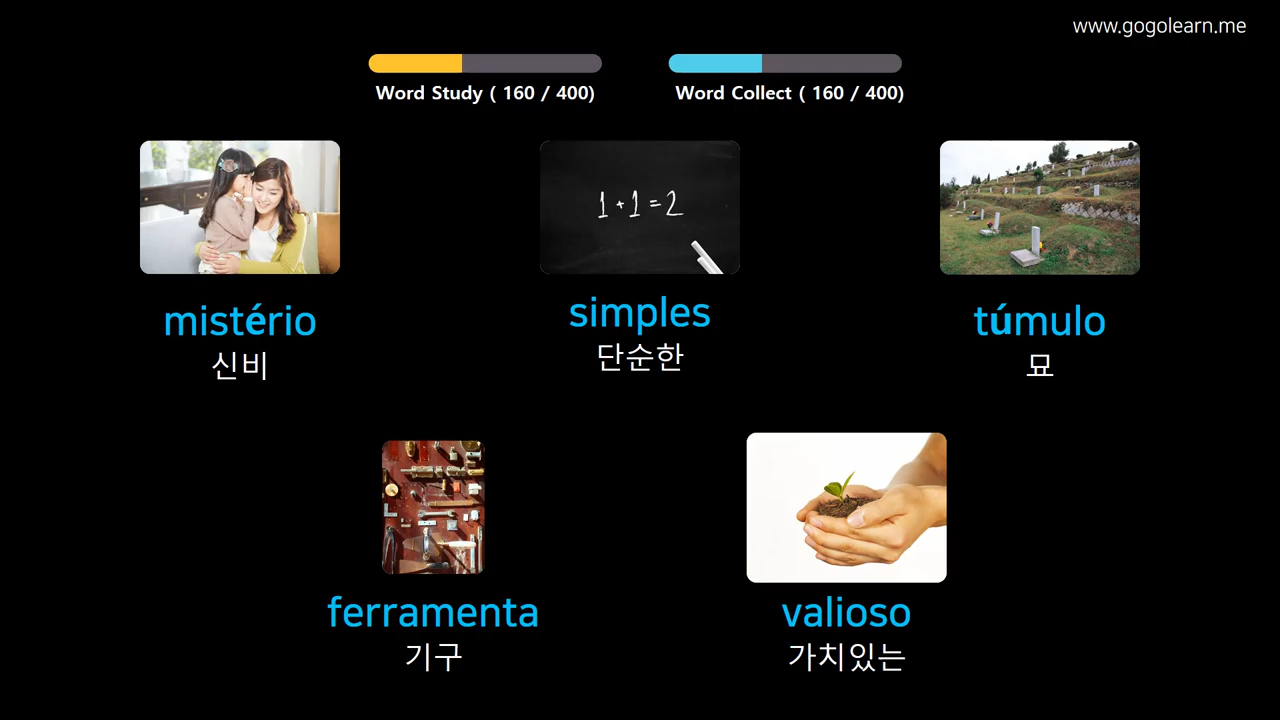 www.gogolearn.me
Word Study ( 160 / 400)
Word Collect ( 160 / 400)
1+1=2
mistério
신비
simples
단순한
túmulo
묘
ferramenta
기구
valioso
가치있는